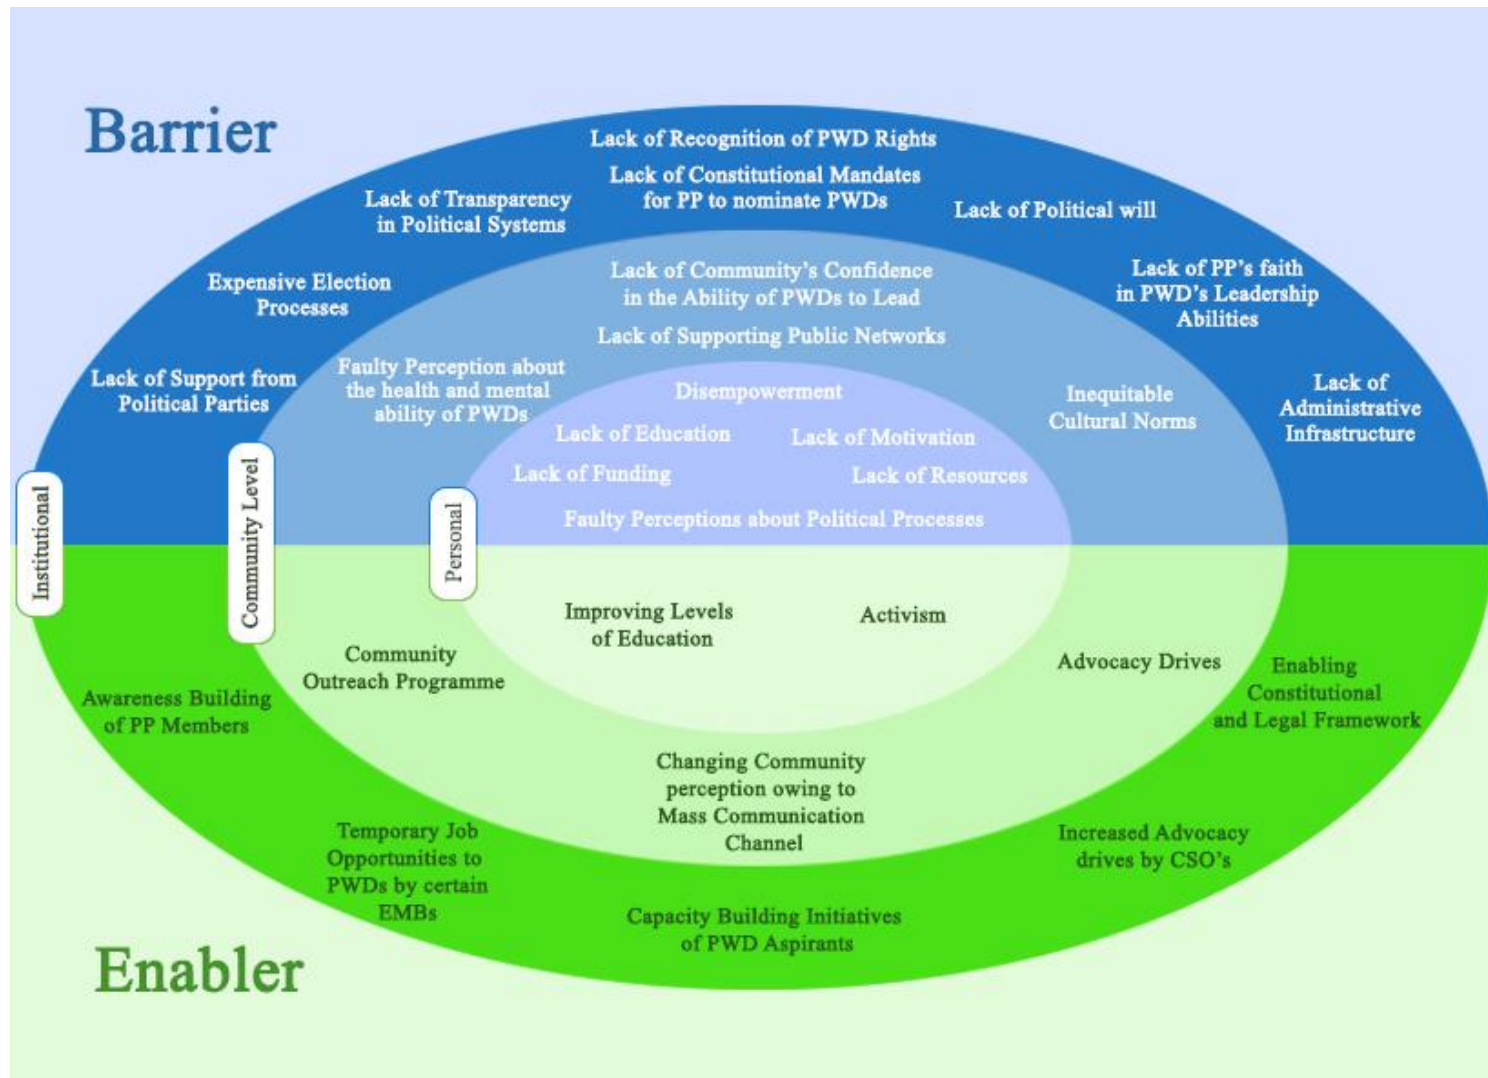 Barrier
Lack of Recognition of PWD Rights
Lack of Constitutional Mandates
for PP to nominate PWDs
Lack of Transparency
in Political Systems
Lack of Political will
Expensive Election
Processes
Lack of PP's faith
in PWD's Leadership
Abilities
Lack of Support from
Political Parties
Lack of
Administrative
Infrastructure
Lack of Community's Confidence
in the Ability of PWDs to Lead
Lack of Supporting Public Networks
Faulty Perception about
the health and mental
ability of PWDs
Inequitable
Cultural Norms
Disempowerment
Lack of Education
Lack of Motivation
Lack of Funding
Lack of Resources
Faulty Perceptions about Political Processes
Institutional
Community Level
Personal
Improving Levels
of Education
Activism
Community
Outreach Programme
Advocacy Drives
Changing Community
perception owing to
Mass Communication
Channel
Awareness Building
of PP Members
Enabling
Constitutional
and Legal Framework
Temporary Job
Opportunities to
PWDs by certain
EMBs
Increased Advocacy
drives by CSO's
Capacity Building Initiatives
of PWD Aspirants
Enabler